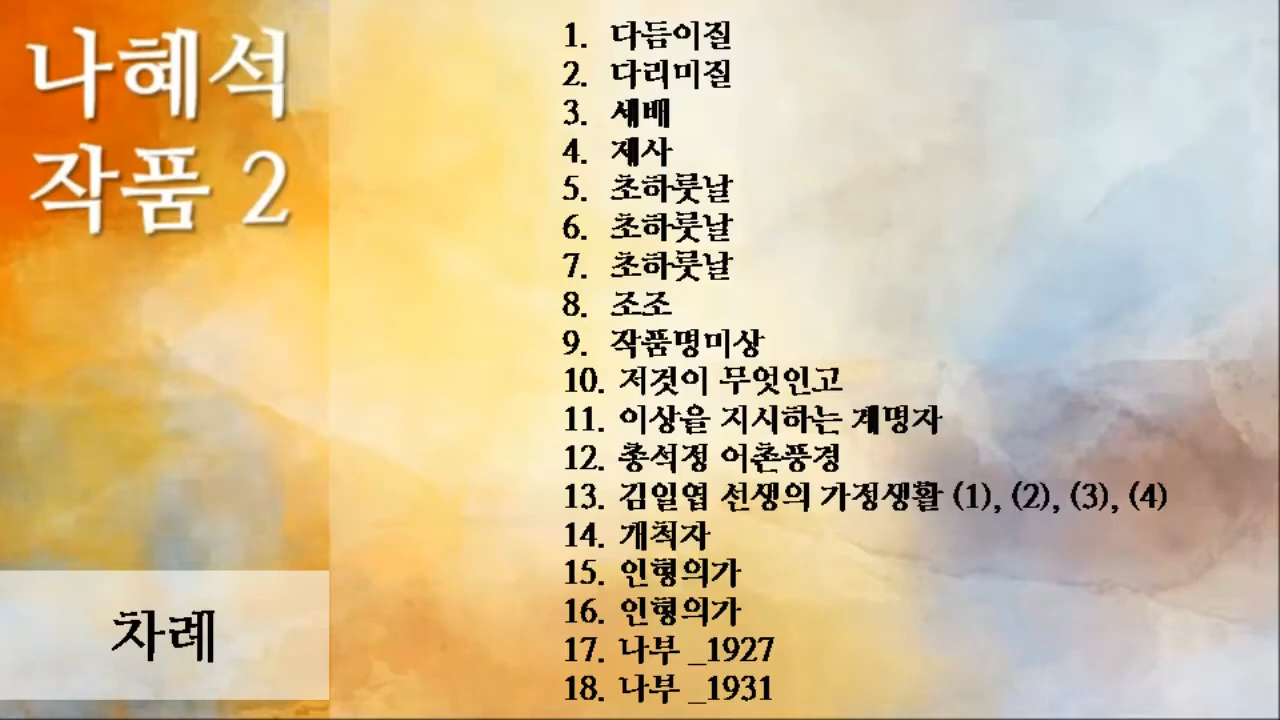 나혜석
작품 2
차례
1. 다듬이질
2. 다리미질
3. 새배
4. 재사
5. 초하룻날
6. 초하룻날
7. 초하룻날
8. 조조
9. 작품명미상
10. 저것이 무엇인고
11. 이상을 지시하는 계명자
12. 총석정 어촌풍경
13. 김일엽 선생의 가정생활 (1), (2), (3), (4)
14. 개척자
15. 인형의가
16. 인형의가
17. 나부 _1927
18. 나부 _1931